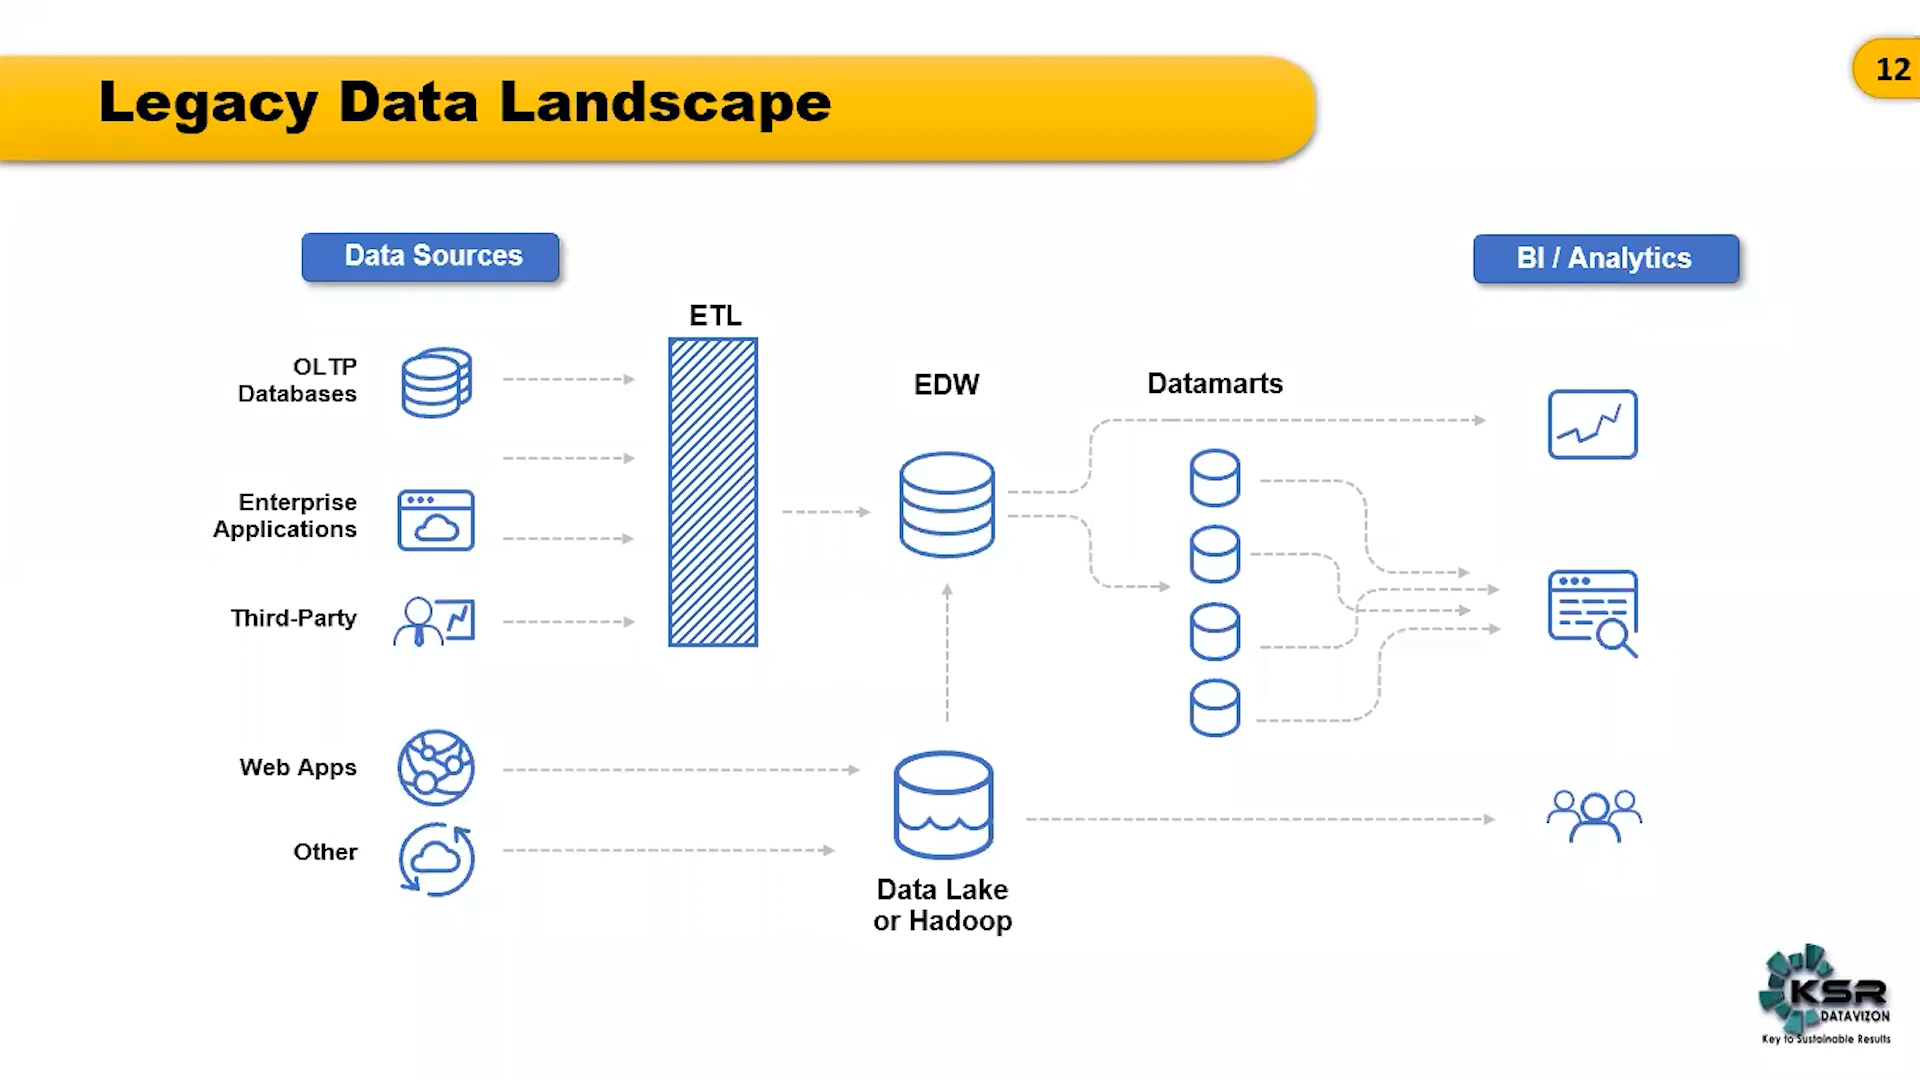 12
Legacy Data Landscape
Data Sources
BI / Analytics
ETL
OLTP
Databases
EDW
Datamarts
Enterprise
Applications
Third-Party
Web Apps
Other
Data Lake
or Hadoop
KSR
DATAVIZON
Key to Sustainable Results